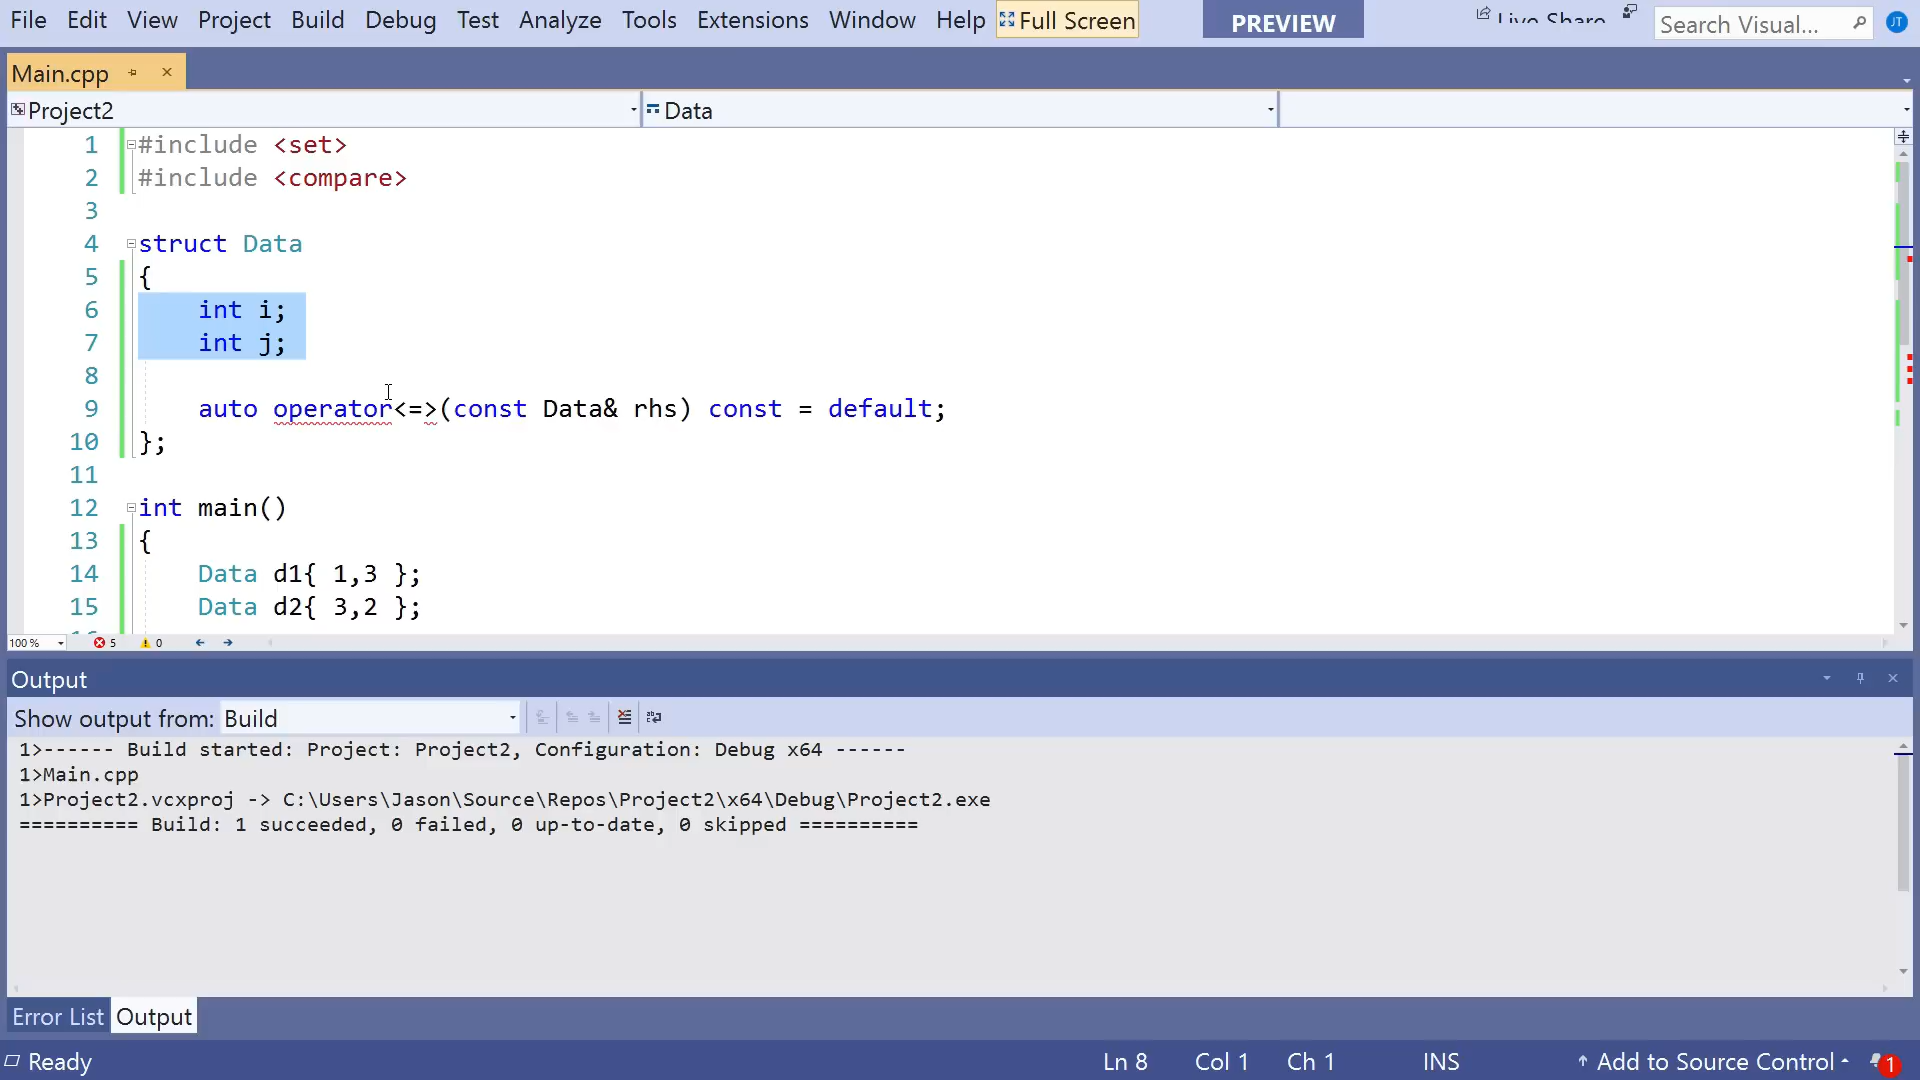 File Edit View Project Build Debug Test Analyze Tools Extensions Window Help Full Screen PREVIEW Live Share Search Visual... JT
Main.cpp
Project2 Data
1 #include <set>
2 #include <compare>
3
4 struct Data
5 {
6 int i;
7 int j;
8
9 auto operator<=>(const Data& rhs) const = default;
10 };
11
12 int main()
13 {
14 Data d1{ 1,3 };
15 Data d2{ 3,2 };
100 % 5 0
Output
Show output from: Build
1>------ Build started: Project: Project2, Configuration: Debug x64 ------
1>Main.cpp
1>Project2.vcxproj -> C:\Users\Jason\Source\Repos\Project2\x64\Debug\Project2.exe
========== Build: 1 succeeded, 0 failed, 0 up-to-date, 0 skipped ==========
Error List Output
Ready Ln 8 Col 1 Ch 1 INS Add to Source Control 1